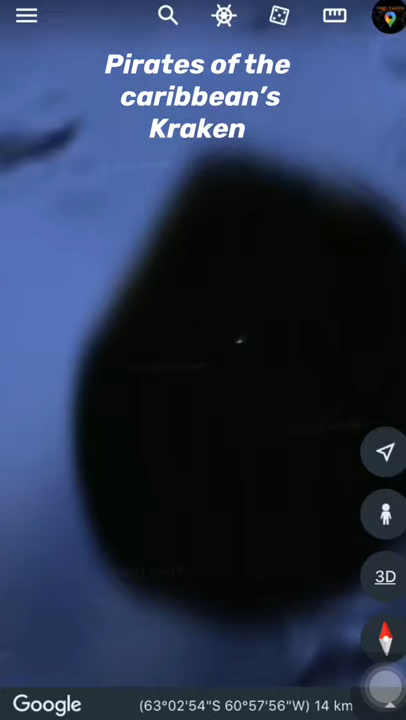 Pirates of the
caribbean's
Kraken
3D
Google
(63°02'54"S 60°57'56"W) 14 km